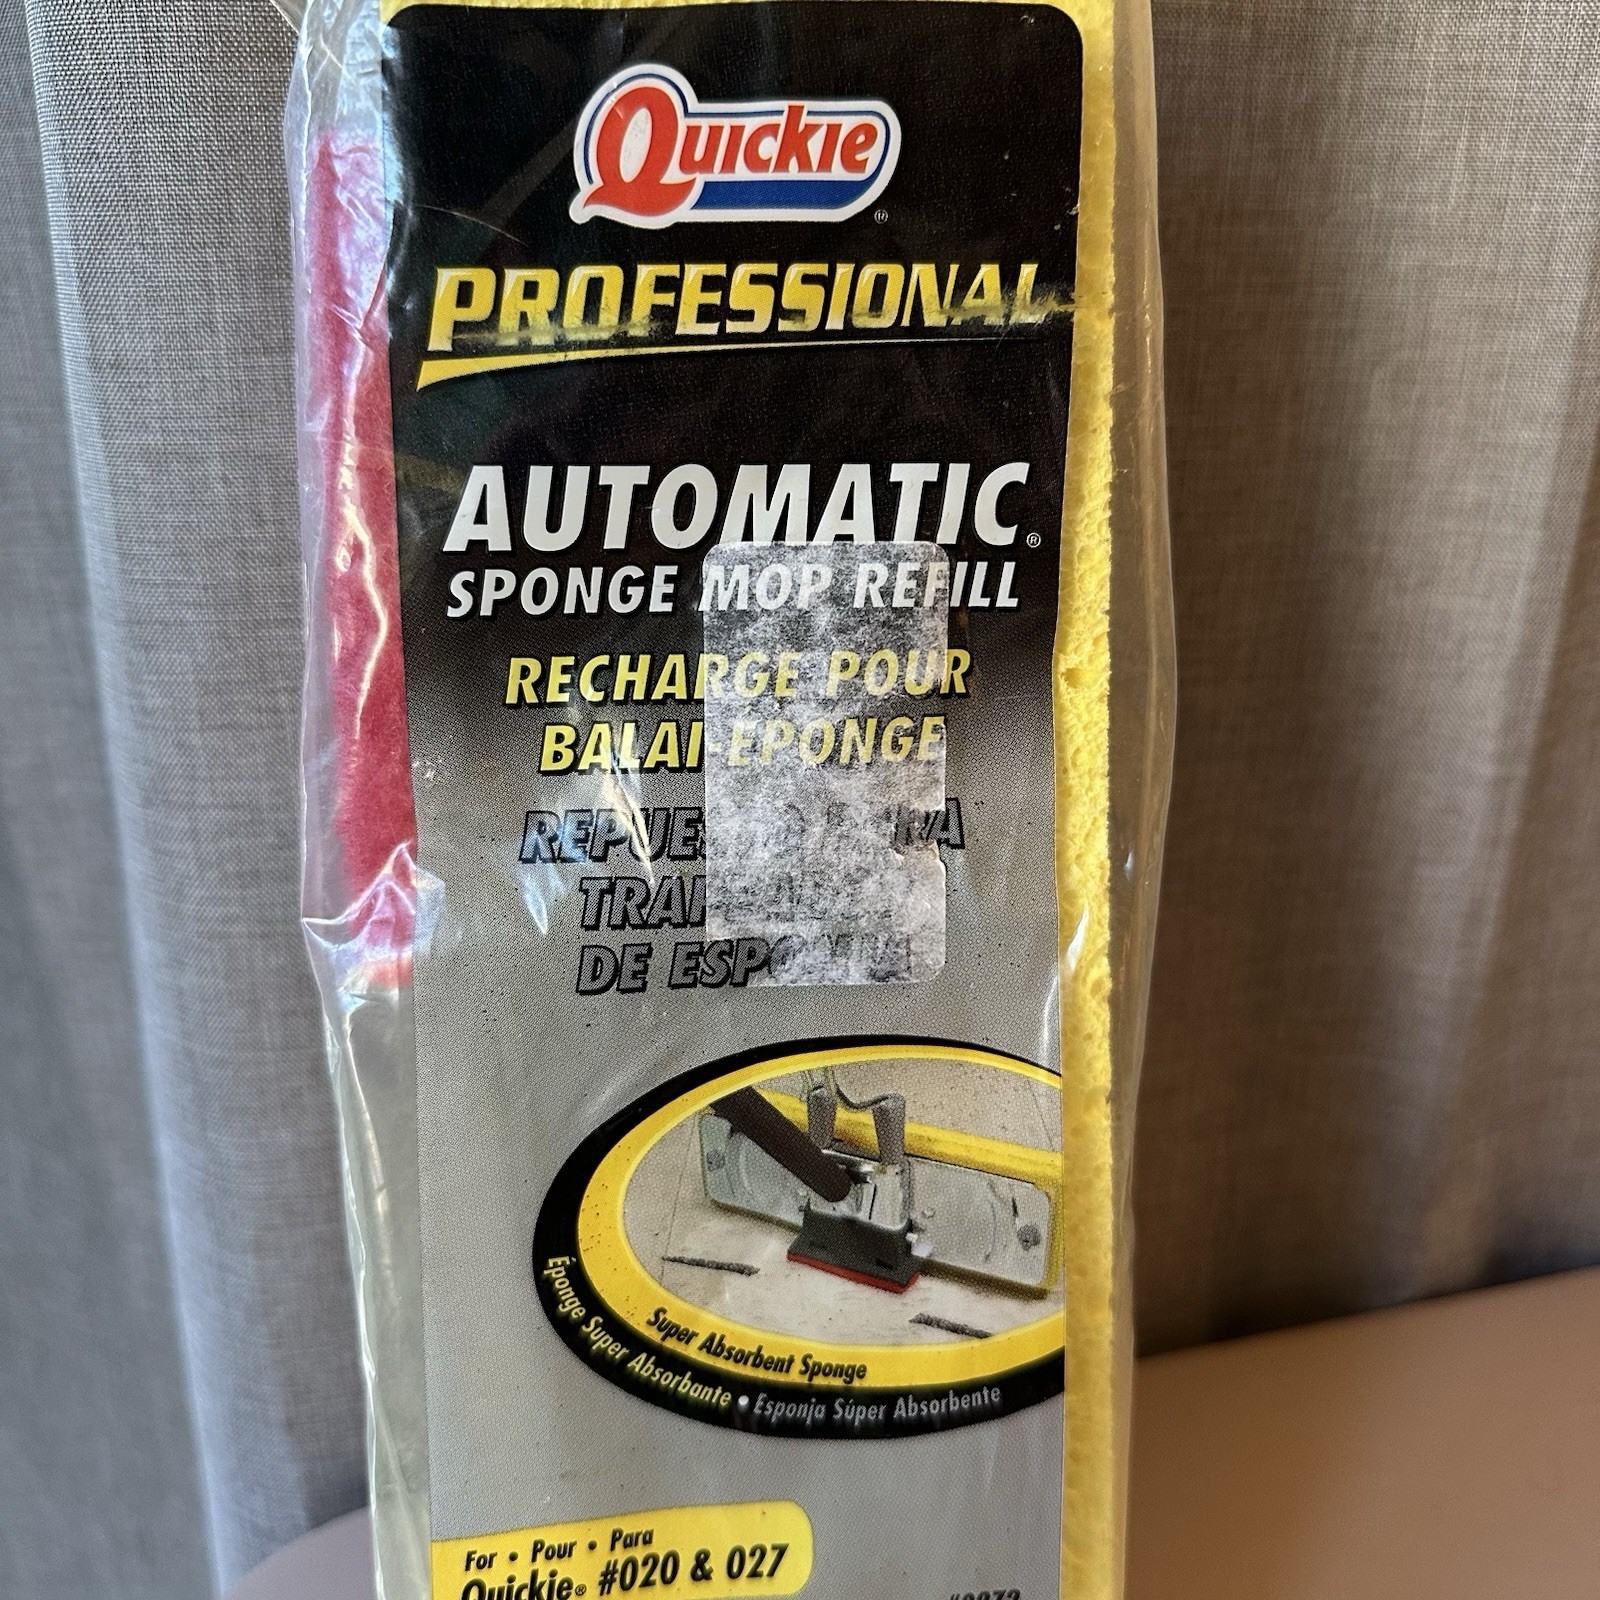 Quickie®
PROFESSIONAL
AUTOMATIC®
SPONGE MOP REFILL
RECHARGE POUR
BALAI-EPONGE
DE
Super Absorbent Sponge
Éponge Super Absorbante • Esponja Súper Absorbente
For • Pour • Para
Quickie® #020 & 027